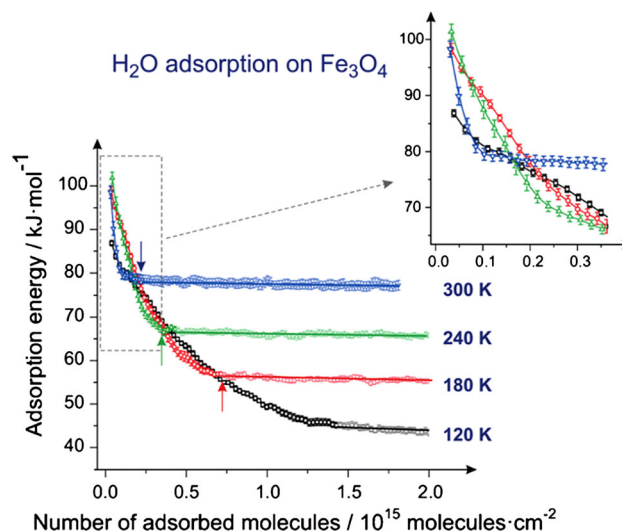 H₂O adsorption on Fe₃O₄
100
90
80
70
0.0 0.1 0.2 0.3
Adsorption energy / kJ·mol⁻¹
100
90
80
70
60
50
40
300 K
240 K
180 K
120 K
0.0 0.5 1.0 1.5 2.0
Number of adsorbed molecules / 10¹⁵ molecules·cm⁻²